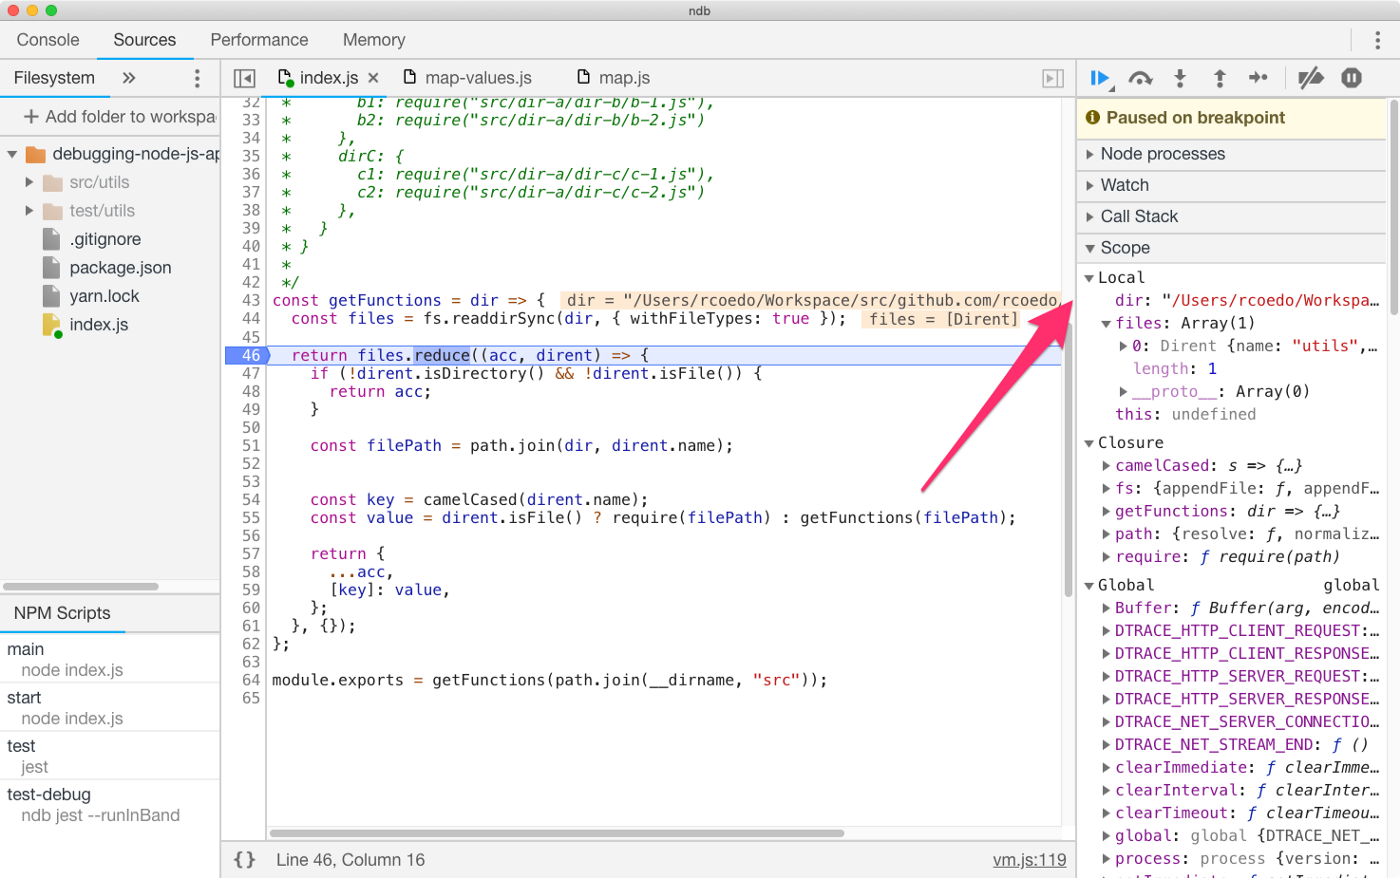 ndb
Console Sources Performance Memory
Filesystem »
index.js × map-values.js map.js
+ Add folder to workspa
debugging-node-js-ap
src/utils
test/utils
.gitignore
package.json
yarn.lock
index.js
NPM Scripts
main
node index.js
start
node index.js
test
jest
test-debug
ndb jest --runInBand
32 * b1: require("src/dir-a/dir-b/b-1.js"),
33 * b2: require("src/dir-a/dir-b/b-2.js")
34 * },
35 * dirC: {
36 * c1: require("src/dir-a/dir-c/c-1.js"),
37 * c2: require("src/dir-a/dir-c/c-2.js")
38 * },
39 * }
40 * }
41 *
42 */
43 const getFunctions = dir => { dir = "/Users/rcoedo/Workspace/src/github.com/rcoedo/
44 const files = fs.readdirSync(dir, { withFileTypes: true }); files = [Dirent]
45
46 return files.reduce((acc, dirent) => {
47 if (!dirent.isDirectory() && !dirent.isFile()) {
48 return acc;
49 }
50
51 const filePath = path.join(dir, dirent.name);
52
53
54 const key = camelCased(dirent.name);
55 const value = dirent.isFile() ? require(filePath) : getFunctions(filePath);
56
57 return {
58 ...acc,
59 [key]: value,
60 };
61 }, {});
62 };
63
64 module.exports = getFunctions(path.join(__dirname, "src"));
65
{} Line 46, Column 16 vm.js:119
Paused on breakpoint
Node processes
Watch
Call Stack
Scope
Local
dir: "/Users/rcoedo/Workspa…
files: Array(1)
0: Dirent {name: "utils",…
length: 1
__proto__: Array(0)
this: undefined
Closure
camelCased: s => {…}
fs: {appendFile: ƒ, appendF…
getFunctions: dir => {…}
path: {resolve: ƒ, normaliz…
require: ƒ require(path)
Global global
Buffer: ƒ Buffer(arg, encod…
DTRACE_HTTP_CLIENT_REQUEST:…
DTRACE_HTTP_CLIENT_RESPONSE…
DTRACE_HTTP_SERVER_REQUEST:…
DTRACE_HTTP_SERVER_RESPONSE…
DTRACE_NET_SERVER_CONNECTIO…
DTRACE_NET_STREAM_END: ƒ ()
clearImmediate: ƒ clearImme…
clearInterval: ƒ clearInter…
clearTimeout: ƒ clearTimeou…
global: global {DTRACE_NET_…
process: process {version: …